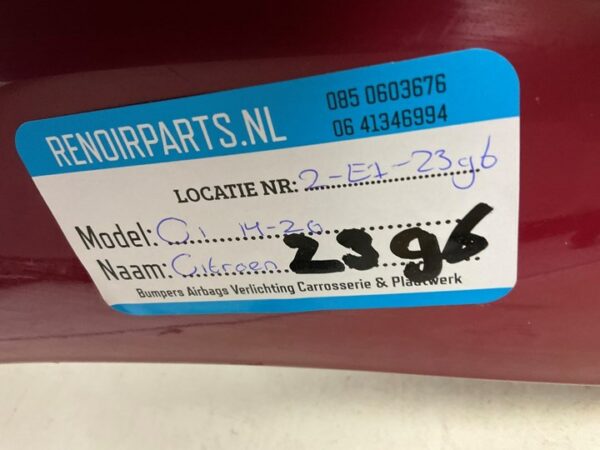 RENOIRPARTS.NL
085 0603676
06 41346994
LOCATIE NR: 2-E1-23g6
Model: C1 14-20
Naam: Citroen 23g6
Bumpers Airbags Verlichting Carrosserie & Plaatwerk